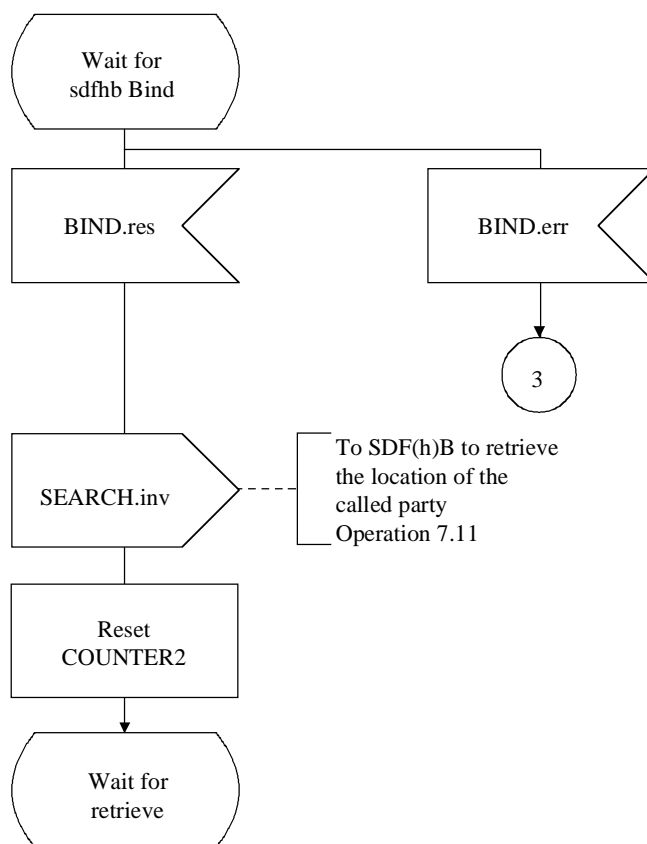 Wait for
sdfhb Bind
BIND.res
BIND.err
3
SEARCH.inv
To SDF(h)B to retrieve
the location of the
called party
Operation 7.11
Reset
COUNTER2
Wait for
retrieve